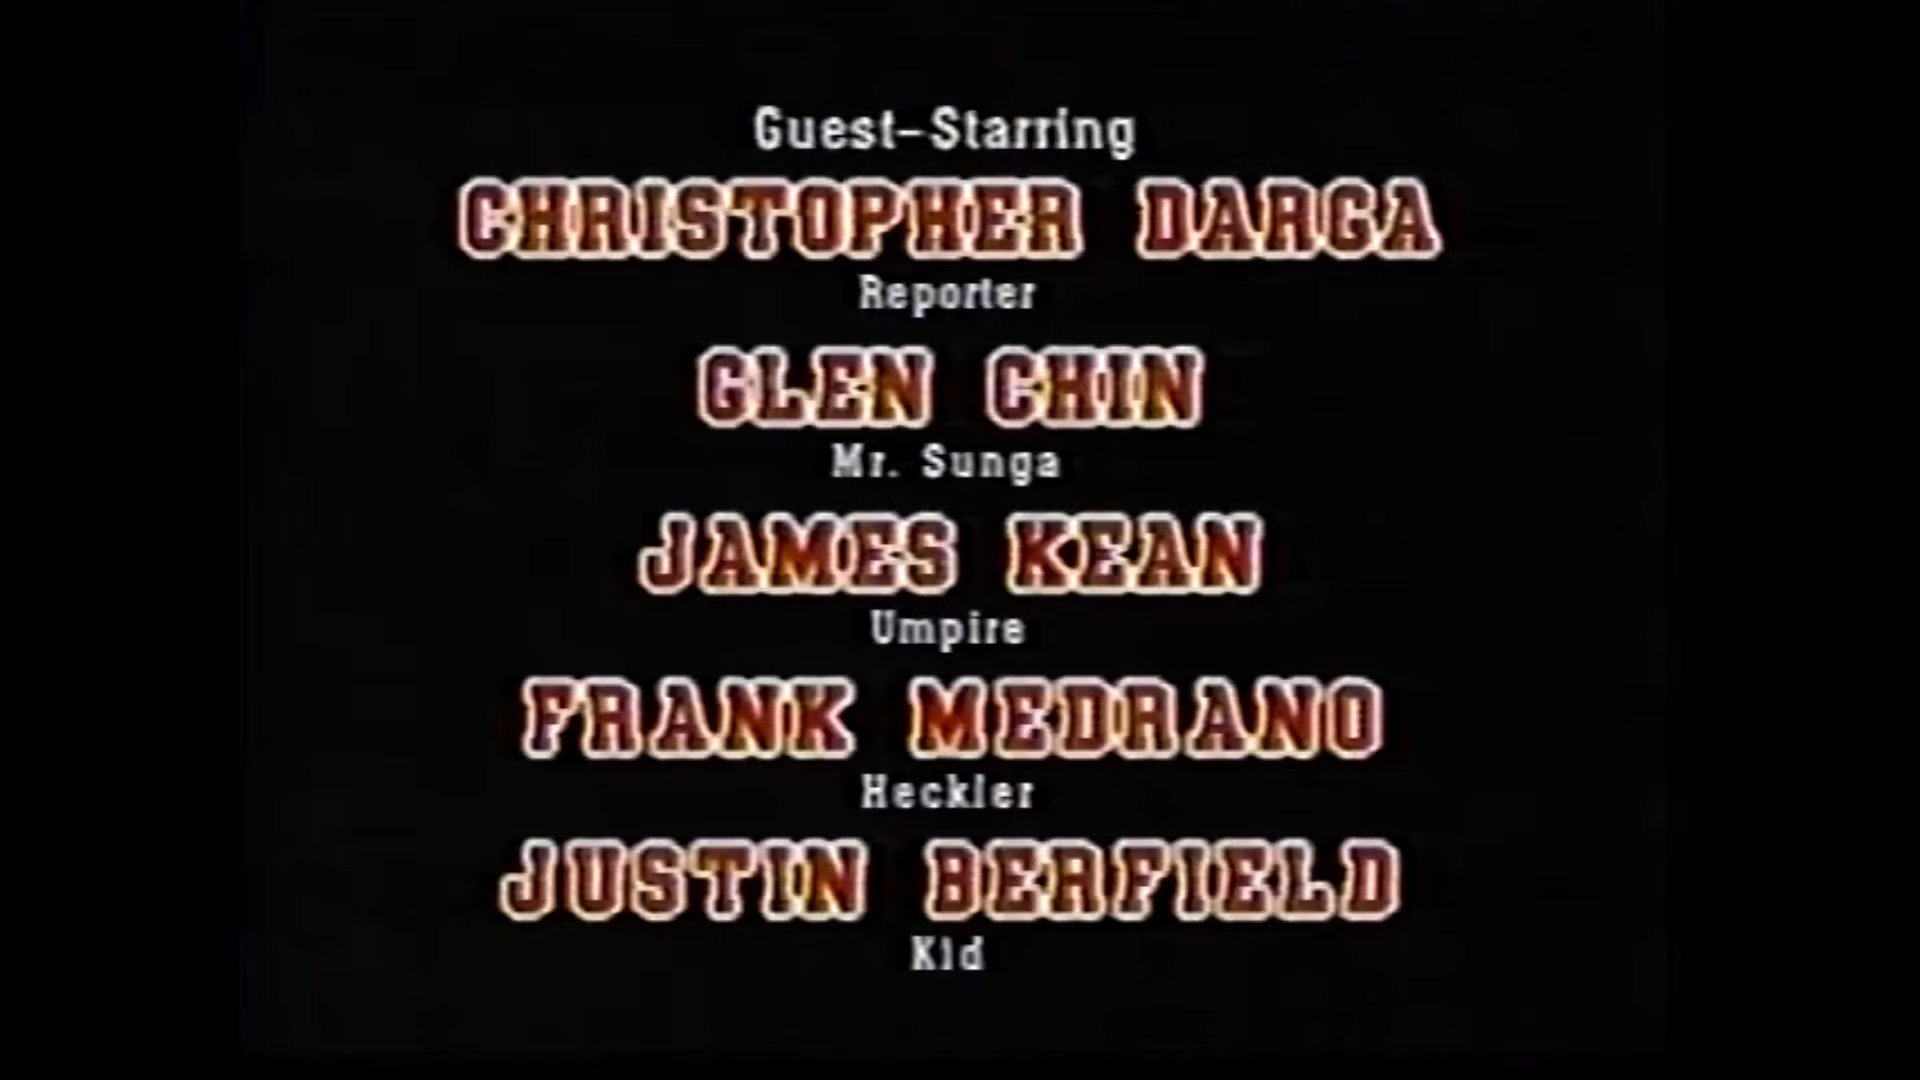 Guest-Starring
CHRISTOPHER DARGA
Reporter
GLEN CHIN
Mr. Sunga
JAMES KEAN
Umpire
FRANK MEDRANO
Heckler
JUSTIN BERFIELD
Kid